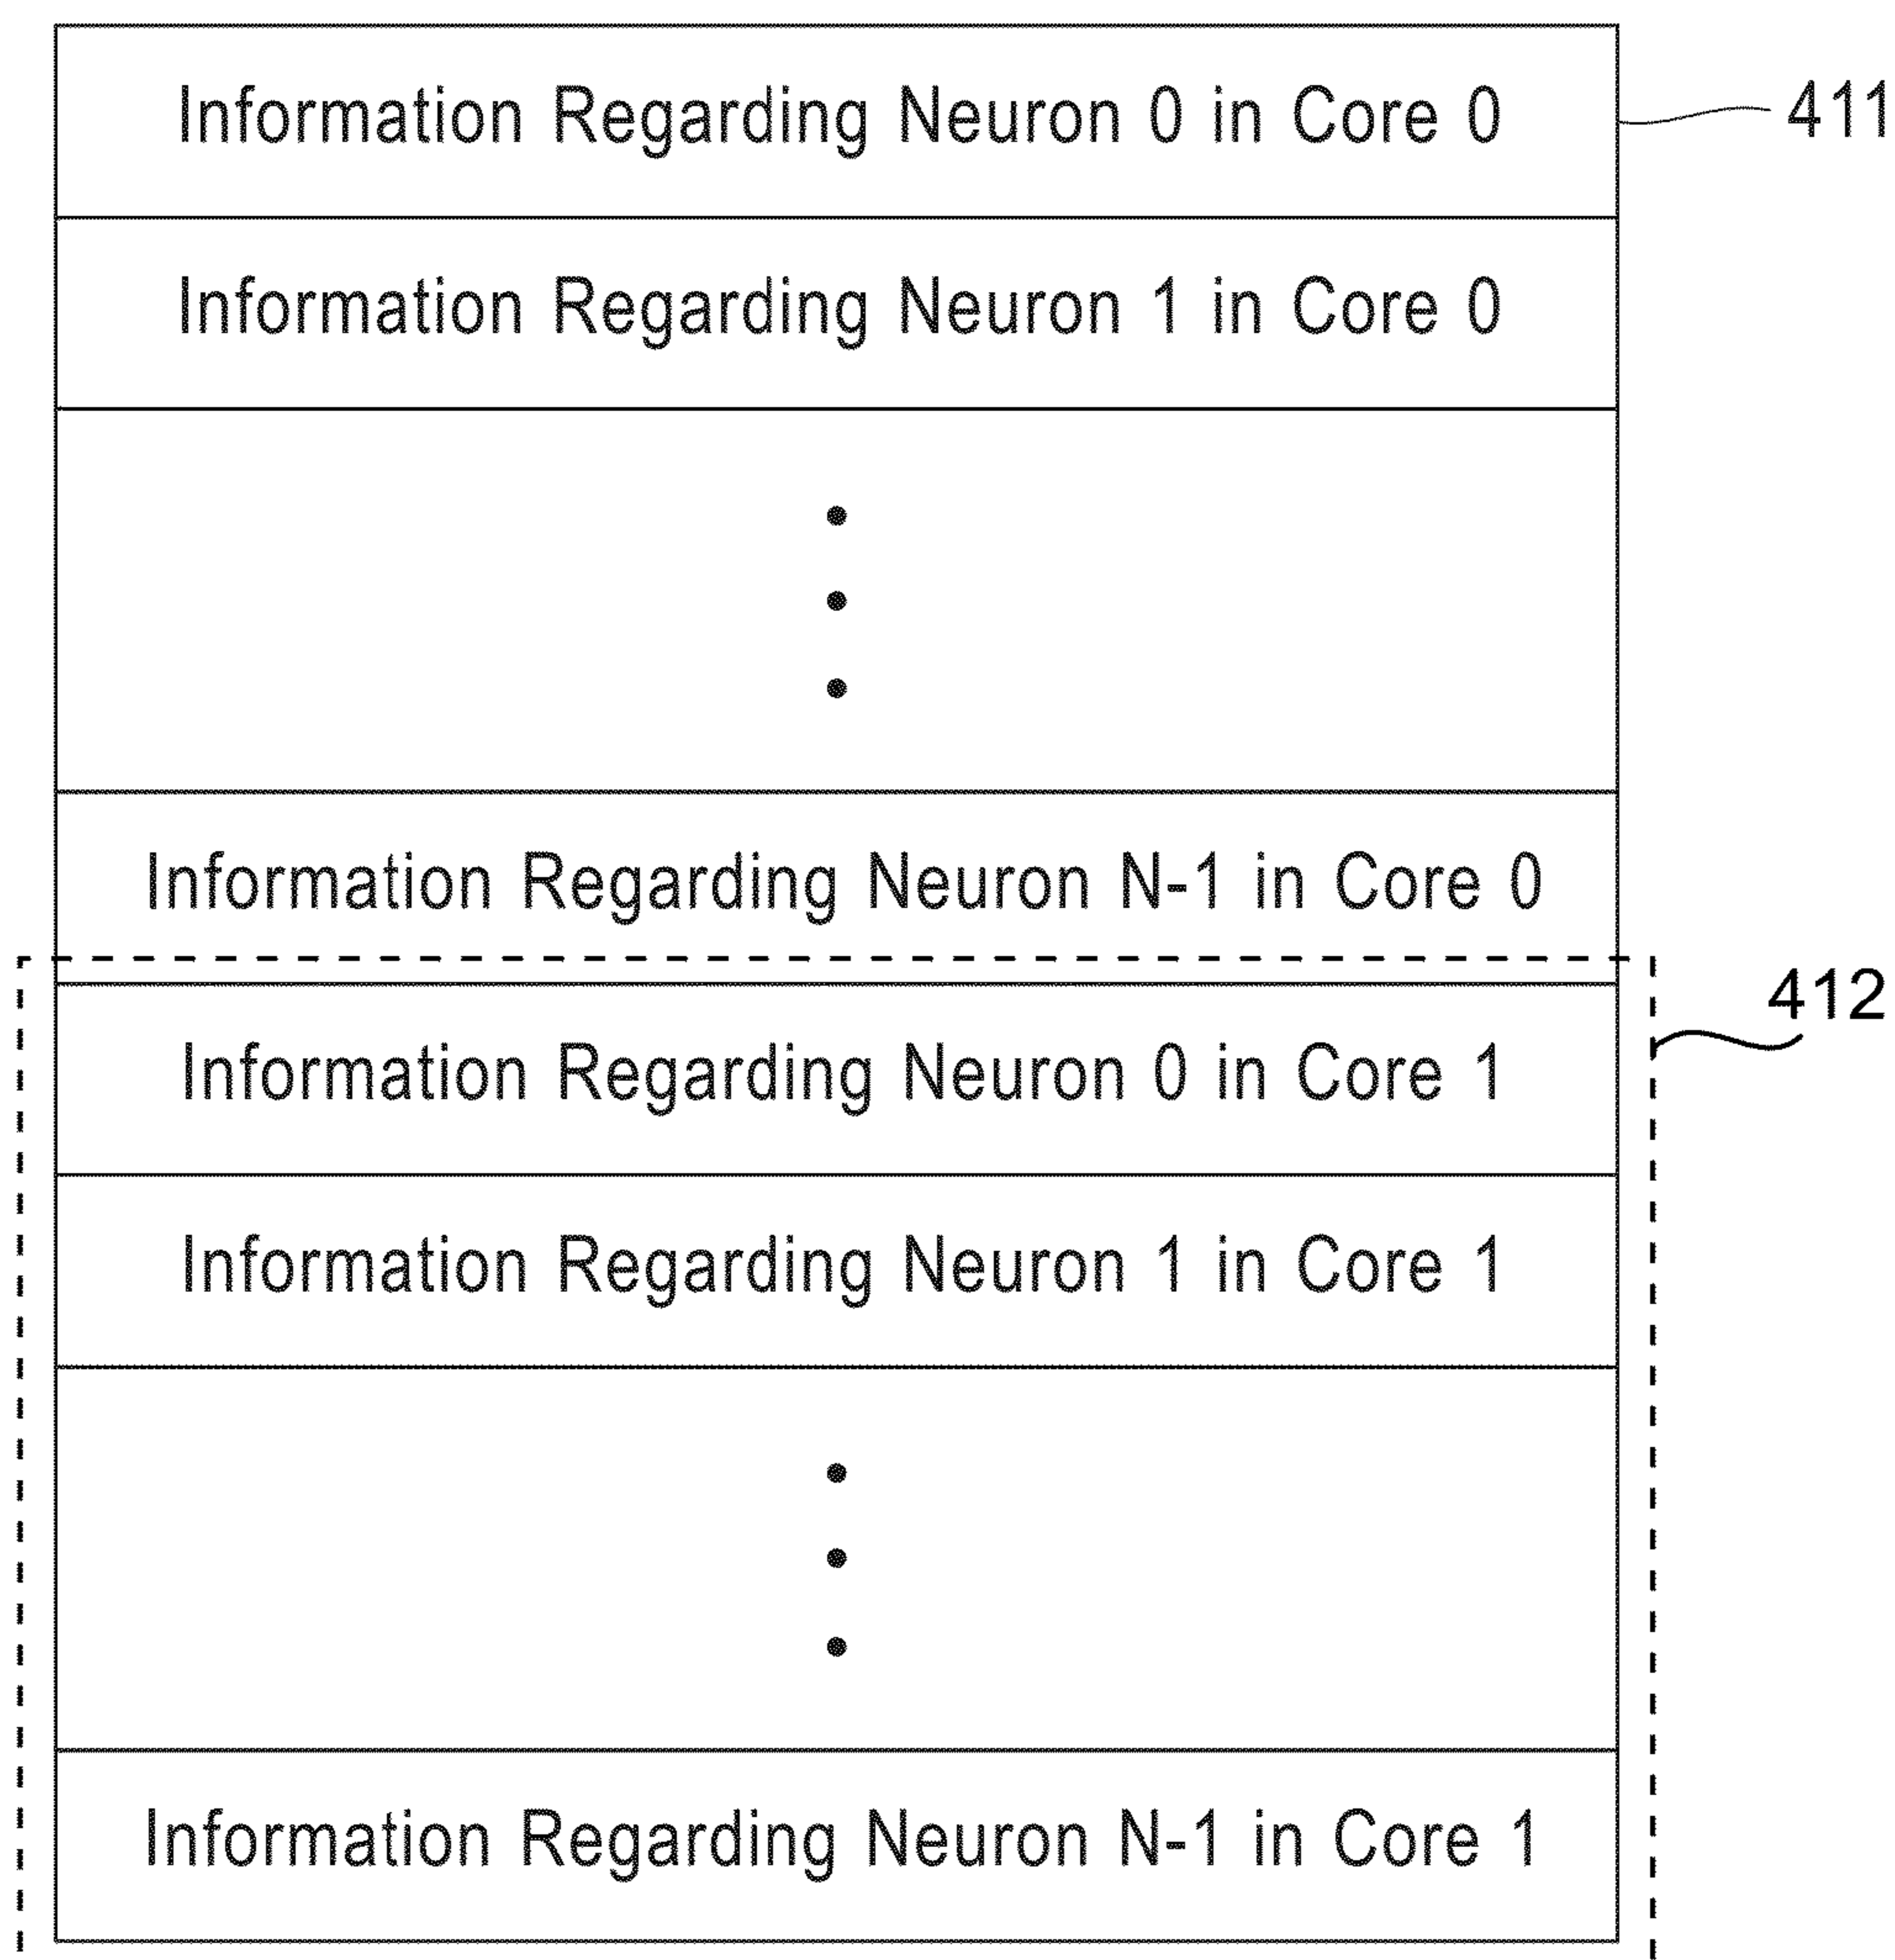 Information Regarding Neuron 0 in Core 0
411
Information Regarding Neuron 1 in Core 0
Information Regarding Neuron N-1 in Core 0
412
Information Regarding Neuron 0 in Core 1
Information Regarding Neuron 1 in Core 1
Information Regarding Neuron N-1 in Core 1